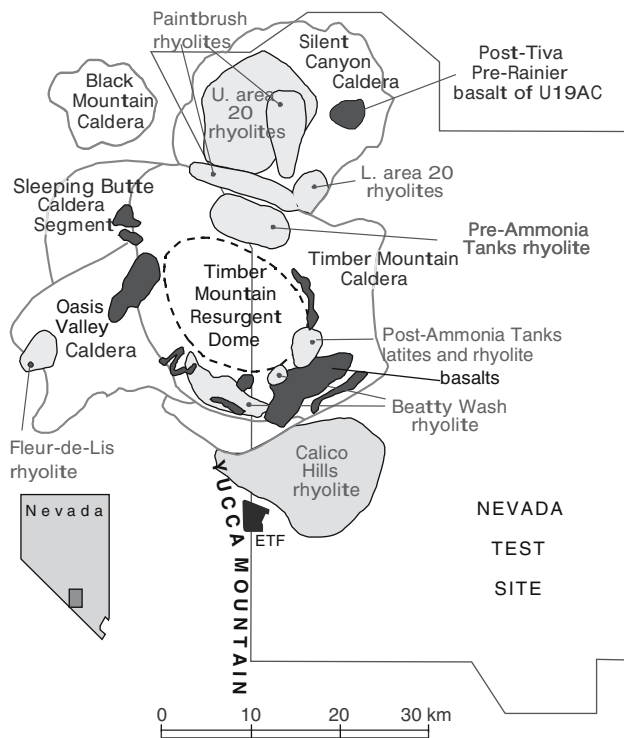 Paintbrush
rhyolites
Silent
Canyon
Caldera
Post-Tiva
Pre-Rainier
basalt of U19AC
Black
Mountain
Caldera
U. area
20
rhyolites
L. area 20
rhyolites
Sleeping Butte
Caldera
Segment
Pre-Ammonia
Tanks rhyolite
Timber Mountain
Caldera
Timber
Mountain
Resurgent
Dome
Oasis
Valley
Caldera
Post-Ammonia Tanks
latites and rhyolite
basalts
Beatty Wash
rhyolite
Fleur-de-Lis
rhyolite
Calico
Hills
rhyolite
YUCCA MOUNTAIN
ETF
Nevada
NEVADA
TEST
SITE
0 10 20 30 km